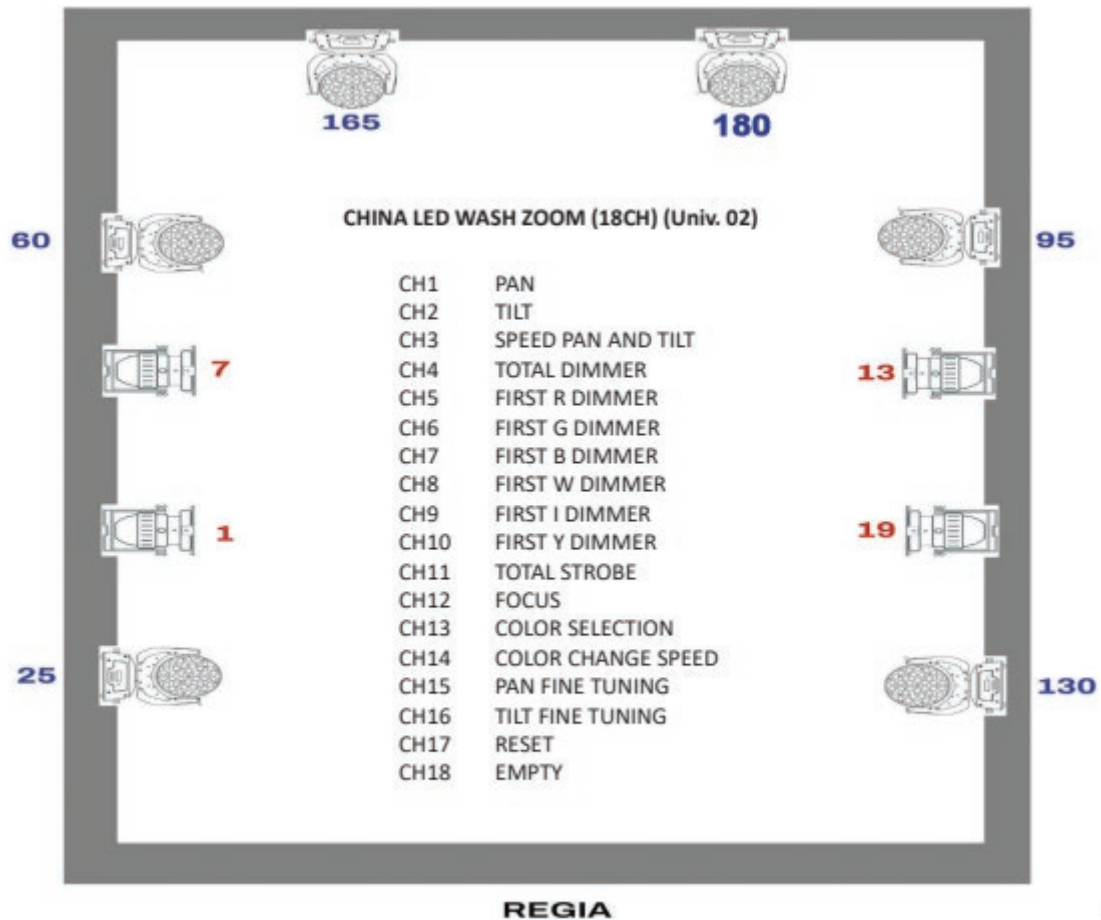 165
180
CHINA LED WASH ZOOM (18CH) (Univ. 02)
60
95
CH1 PAN
CH2 TILT
CH3 SPEED PAN AND TILT
7
CH4 TOTAL DIMMER
13
CH5 FIRST R DIMMER
CH6 FIRST G DIMMER
CH7 FIRST B DIMMER
CH8 FIRST W DIMMER
CH9 FIRST I DIMMER
1
19
CH10 FIRST Y DIMMER
CH11 TOTAL STROBE
CH12 FOCUS
CH13 COLOR SELECTION
CH14 COLOR CHANGE SPEED
25
CH15 PAN FINE TUNING
130
CH16 TILT FINE TUNING
CH17 RESET
CH18 EMPTY
REGIA